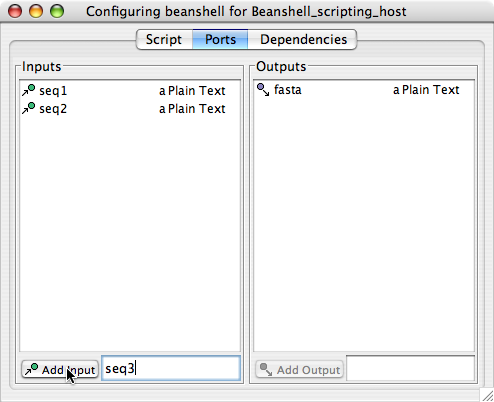 Configuring beanshell for Beanshell_scripting_host
Script Ports Dependencies
Inputs
seq1 a Plain Text
seq2 a Plain Text
Add Input seq3
Outputs
fasta a Plain Text
Add Output